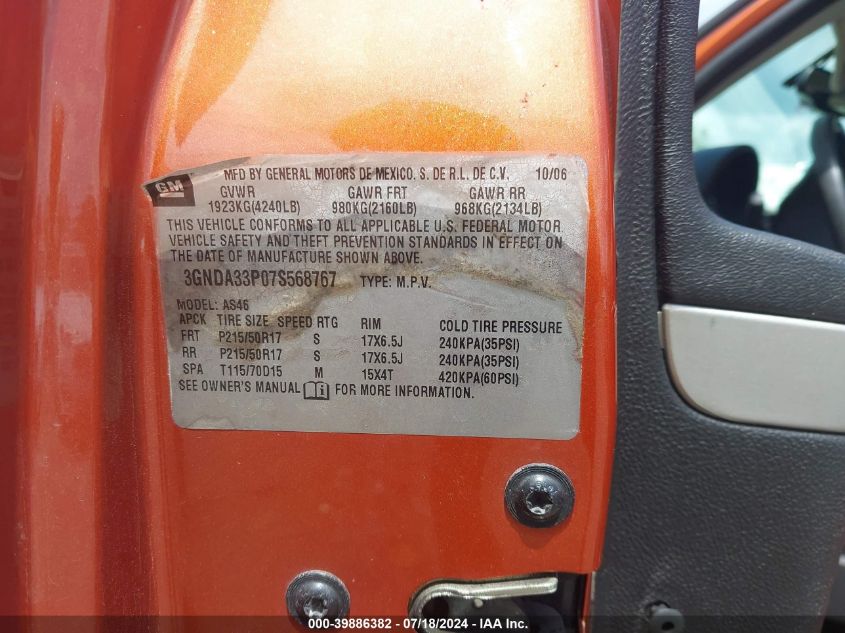 MFD BY GENERAL MOTORS DE MEXICO. S. DE R.L. DE C.V. 10/06
GM
GVWR GAWR FRT GAWR RR
1923KG(4240LB) 980KG(2160LB) 968KG(2134LB)
THIS VEHICLE CONFORMS TO ALL APPLICABLE U.S. FEDERAL MOTOR
VEHICLE SAFETY AND THEFT PREVENTION STANDARDS IN EFFECT ON
THE DATE OF MANUFACTURE SHOWN ABOVE.
3GNDA33P07S568767 TYPE: M.P.V.
MODEL: AS46
APCK TIRE SIZE SPEED RTG RIM COLD TIRE PRESSURE
FRT P215/50R17 S 17X6.5J 240KPA(35PSI)
RR P215/50R17 S 17X6.5J 240KPA(35PSI)
SPA T115/70D15 M 15X4T 420KPA(60PSI)
SEE OWNER'S MANUAL FOR MORE INFORMATION.
000-39886382 - 07/18/2024 - IAA Inc.